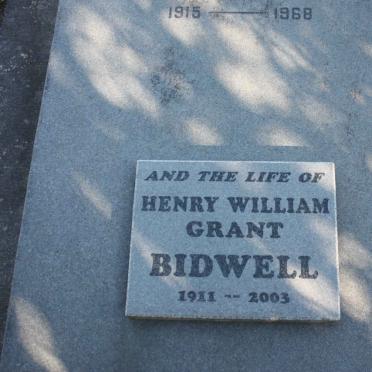 1915 — 1968
AND THE LIFE OF
HENRY WILLIAM
GRANT
BIDWELL
1911 -- 2003